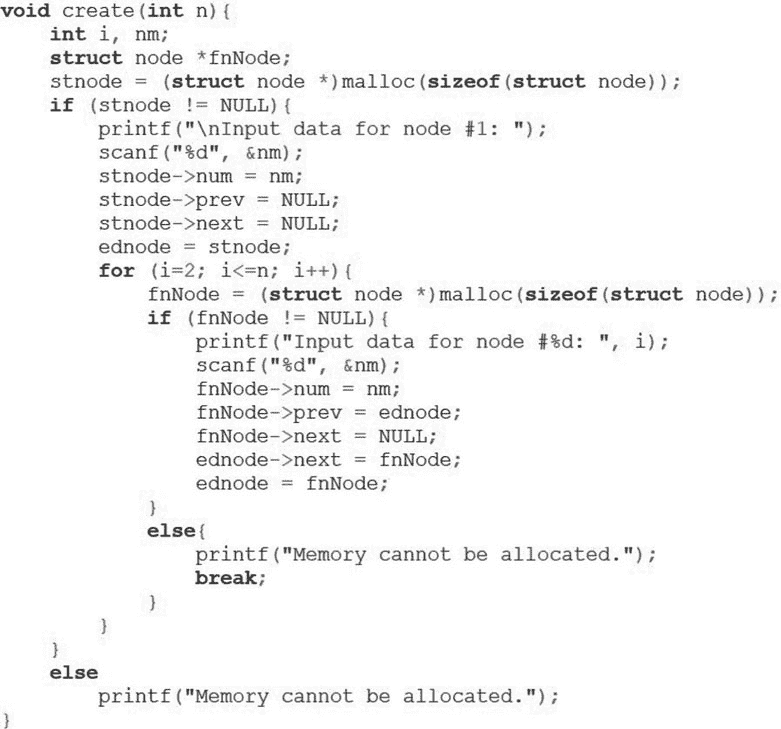 void create(int n){
    int i, nm;
    struct node *fnNode;
    stnode = (struct node *)malloc(sizeof(struct node));
    if (stnode != NULL){
        printf("\nInput data for node #1: ");
        scanf("%d", &nm);
        stnode->num = nm;
        stnode->prev = NULL;
        stnode->next = NULL;
        ednode = stnode;
        for (i=2; i<=n; i++){
            fnNode = (struct node *)malloc(sizeof(struct node));
            if (fnNode != NULL){
                printf("Input data for node #%d: ", i);
                scanf("%d", &nm);
                fnNode->num = nm;
                fnNode->prev = ednode;
                fnNode->next = NULL;
                ednode->next = fnNode;
                ednode = fnNode;
            }
            else{
                printf("Memory cannot be allocated.");
                break;
            }
        }
    }
    else
        printf("Memory cannot be allocated.");
}